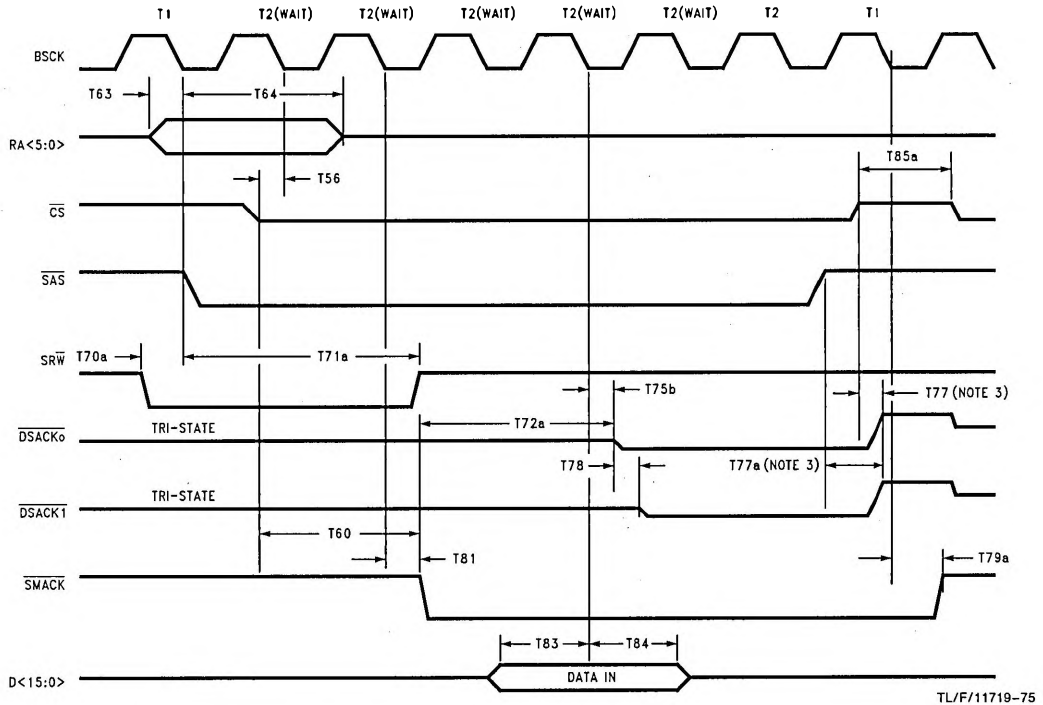 T1 T2(WAIT) T2(WAIT) T2(WAIT) T2(WAIT) T2(WAIT) T2 T1
BSCK
T63 T64
RA<5:0>
T85a
T56
CS
SAS
T70a T71a
SRW
T75b T77 (NOTE 3)
TRI-STATE T72a
DSACKo
T78 T77a (NOTE 3)
TRI-STATE
DSACK1
T60
T81 T79a
SMACK
T83 T84
D<15:0> DATA IN
TL/F/11719-75